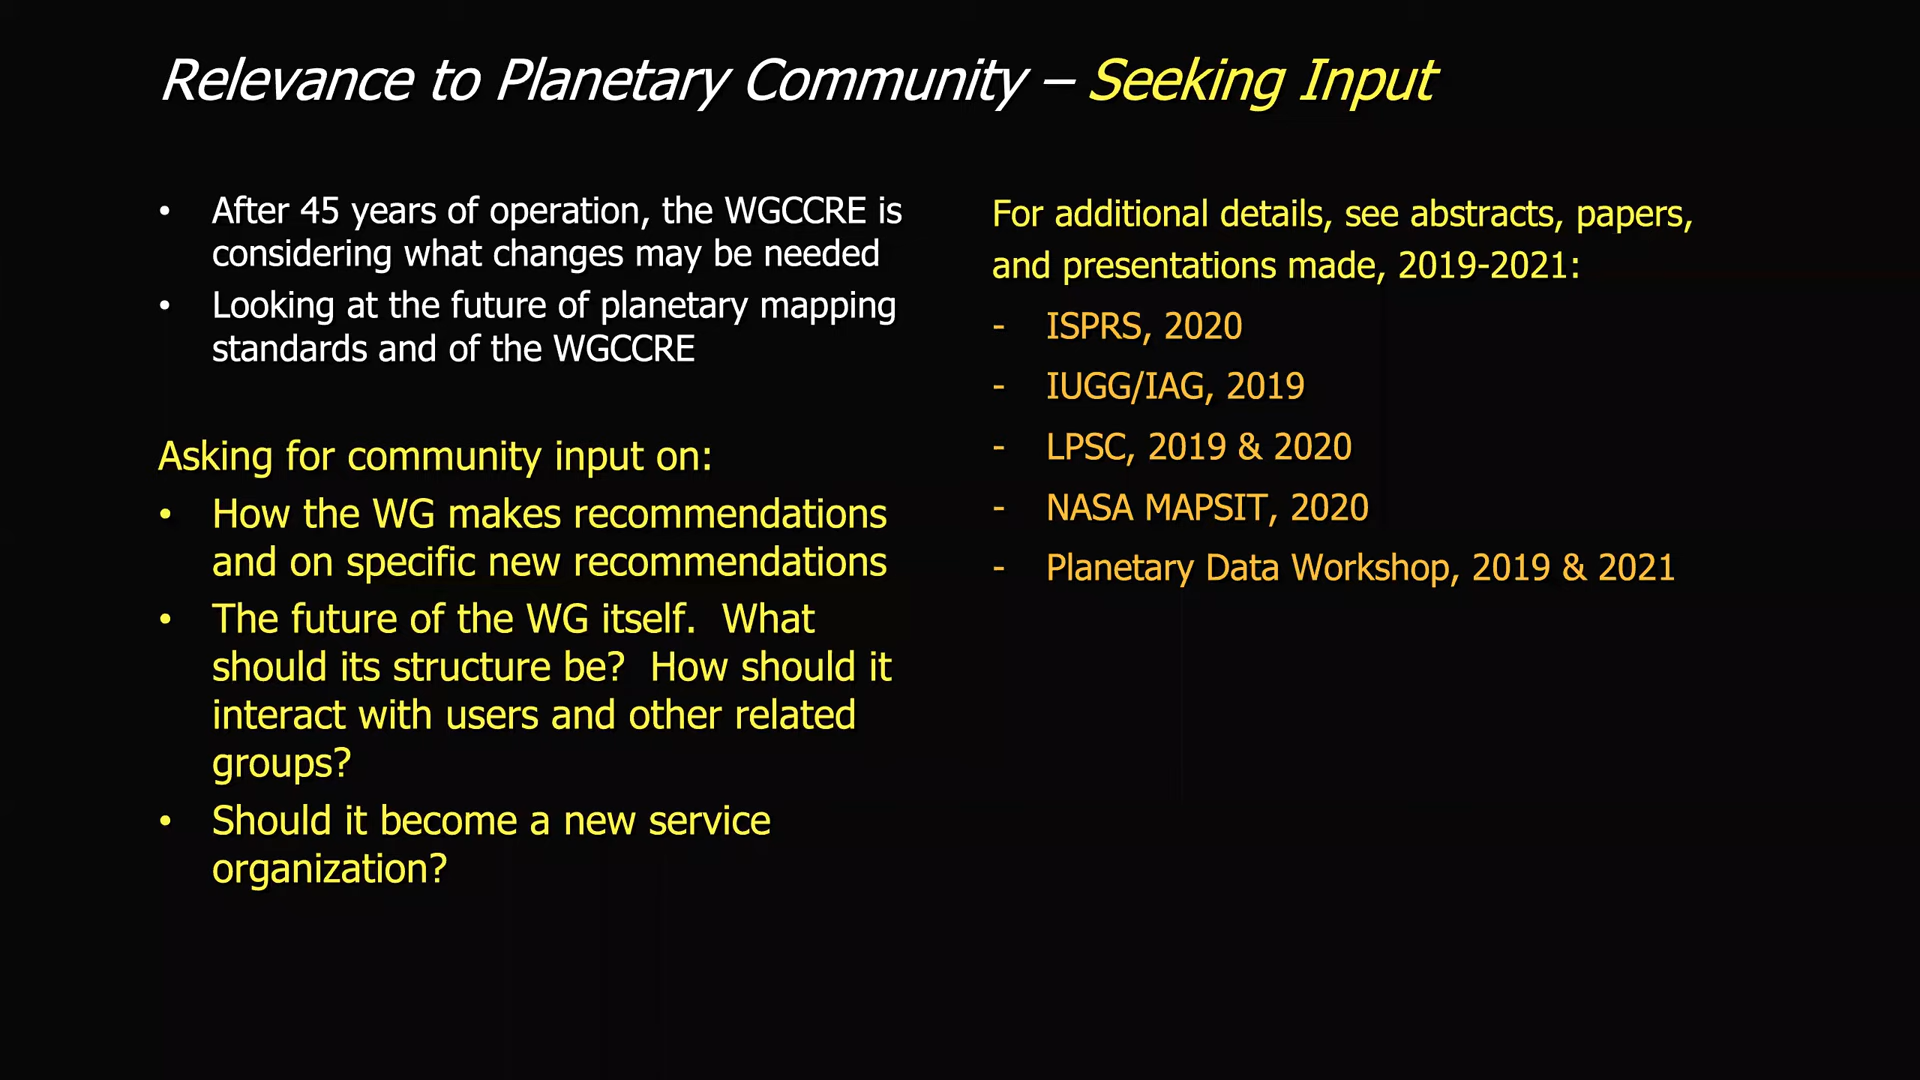 Relevance to Planetary Community – Seeking Input
• After 45 years of operation, the WGCCRE is
considering what changes may be needed
• Looking at the future of planetary mapping
standards and of the WGCCRE
Asking for community input on:
• How the WG makes recommendations
and on specific new recommendations
• The future of the WG itself.  What
should its structure be?  How should it
interact with users and other related
groups?
• Should it become a new service
organization?
For additional details, see abstracts, papers,
and presentations made, 2019-2021:
- ISPRS, 2020
- IUGG/IAG, 2019
- LPSC, 2019 & 2020
- NASA MAPSIT, 2020
- Planetary Data Workshop, 2019 & 2021